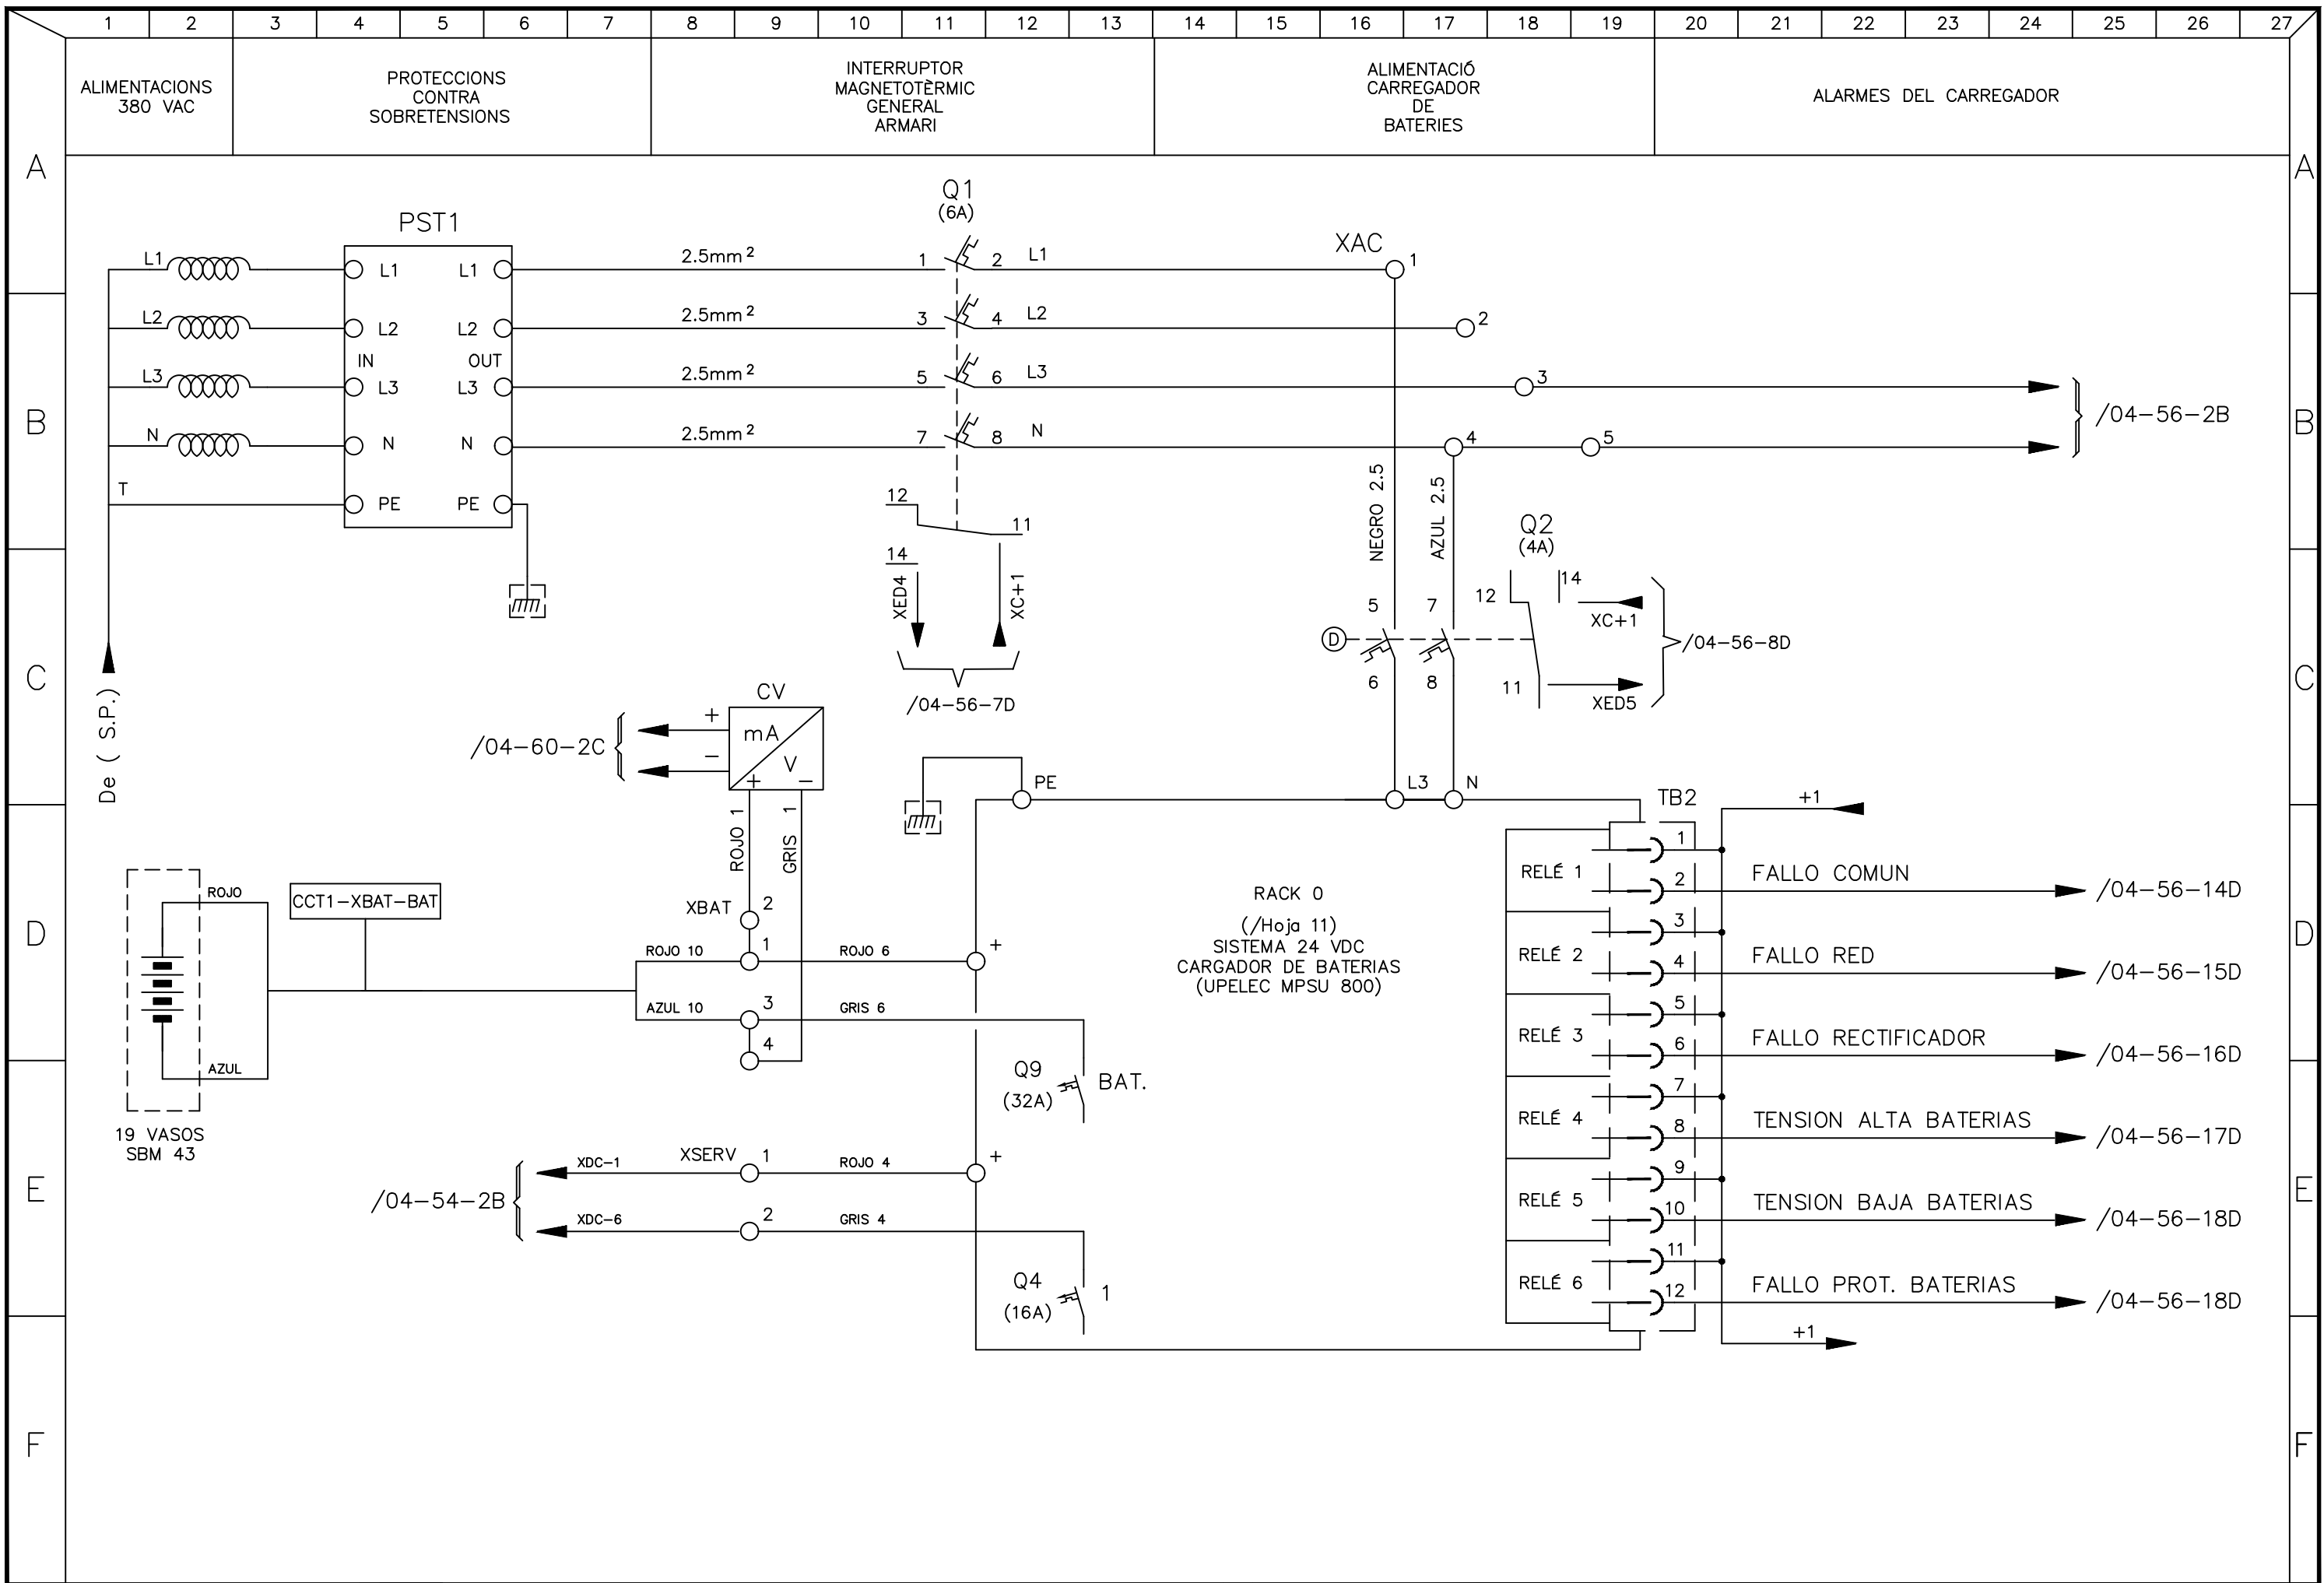 1 2 3 4 5 6 7 8 9 10 11 12 13 14 15 16 17 18 19 20 21 22 23 24 25 26 27
ALIMENTACIONS
380 VAC
PROTECCIONS
CONTRA
SOBRETENSIONS
INTERRUPTOR
MAGNETOTÈRMIC
GENERAL
ARMARI
ALIMENTACIÓ
CARREGADOR
DE
BATERIES
ALARMES DEL CARREGADOR
A
A
B
B
C
C
D
D
E
E
F
F
L1
L2
L3
N
T
De ( S.P.)
PST1
L1 L1
L2 L2
IN OUT
L3 L3
N N
PE PE
2.5mm²
2.5mm²
2.5mm²
2.5mm²
Q1
(6A)
1 2 L1
3 4 L2
5 6 L3
7 8 N
12
11
14
XED4
XC+1
/04-56-7D
XAC
1
2
3
4
5
/04-56-2B
NEGRO 2.5
AZUL 2.5
Q2
(4A)
12
14
XC+1
5
7
D
6
8
11
XED5
/04-56-8D
CV
mA
V
+
−
+ −
/04-60-2C
ROJO 1
GRIS 1
PE
L3
N
ROJO
AZUL
19 VASOS
SBM 43
CCT1-XBAT-BAT
XBAT
2
1
3
4
ROJO 10
AZUL 10
ROJO 6
GRIS 6
+
Q9
(32A)
BAT.
/04-54-2B
XDC-1
XDC-6
XSERV
1
2
ROJO 4
GRIS 4
+
Q4
(16A)
1
RACK 0
(/Hoja 11)
SISTEMA 24 VDC
CARGADOR DE BATERIAS
(UPELEC MPSU 800)
TB2
+1
RELÉ 1
1
2
FALLO COMUN
/04-56-14D
RELÉ 2
3
4
FALLO RED
/04-56-15D
RELÉ 3
5
6
FALLO RECTIFICADOR
/04-56-16D
RELÉ 4
7
8
TENSION ALTA BATERIAS
/04-56-17D
RELÉ 5
9
10
TENSION BAJA BATERIAS
/04-56-18D
RELÉ 6
11
12
FALLO PROT. BATERIAS
/04-56-18D
+1